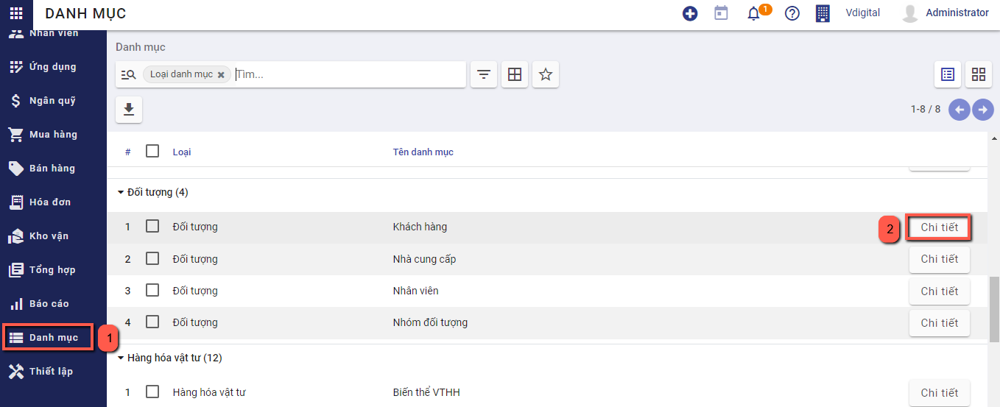 DANH MỤC
1
Vdigital
Administrator
Nhân viên
Ứng dụng
Ngân quỹ
Mua hàng
Bán hàng
Hóa đơn
Kho vận
Tổng hợp
Báo cáo
Danh mục
1
Thiết lập
Danh mục
Loại danh mục × Tìm...
1-8 / 8
# Loại Tên danh mục
Đối tượng (4)
1 Đối tượng Khách hàng 2 Chi tiết
2 Đối tượng Nhà cung cấp Chi tiết
3 Đối tượng Nhân viên Chi tiết
4 Đối tượng Nhóm đối tượng Chi tiết
Hàng hóa vật tư (12)
1 Hàng hóa vật tư Biến thể VTHH Chi tiết